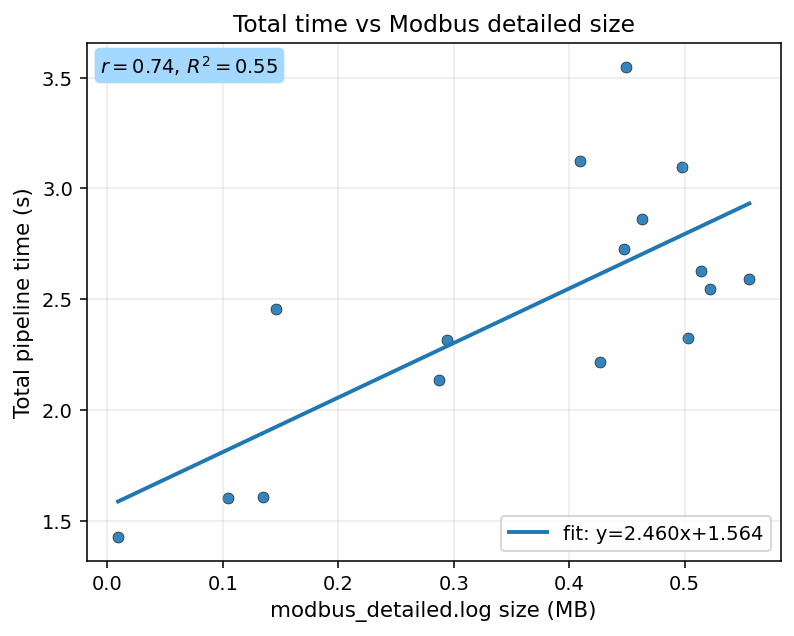 Total time vs Modbus detailed size
r = 0.74, R² = 0.55
Total pipeline time (s)
3.5
3.0
2.5
2.0
1.5
fit: y=2.460x+1.564
0.0 0.1 0.2 0.3 0.4 0.5
modbus_detailed.log size (MB)